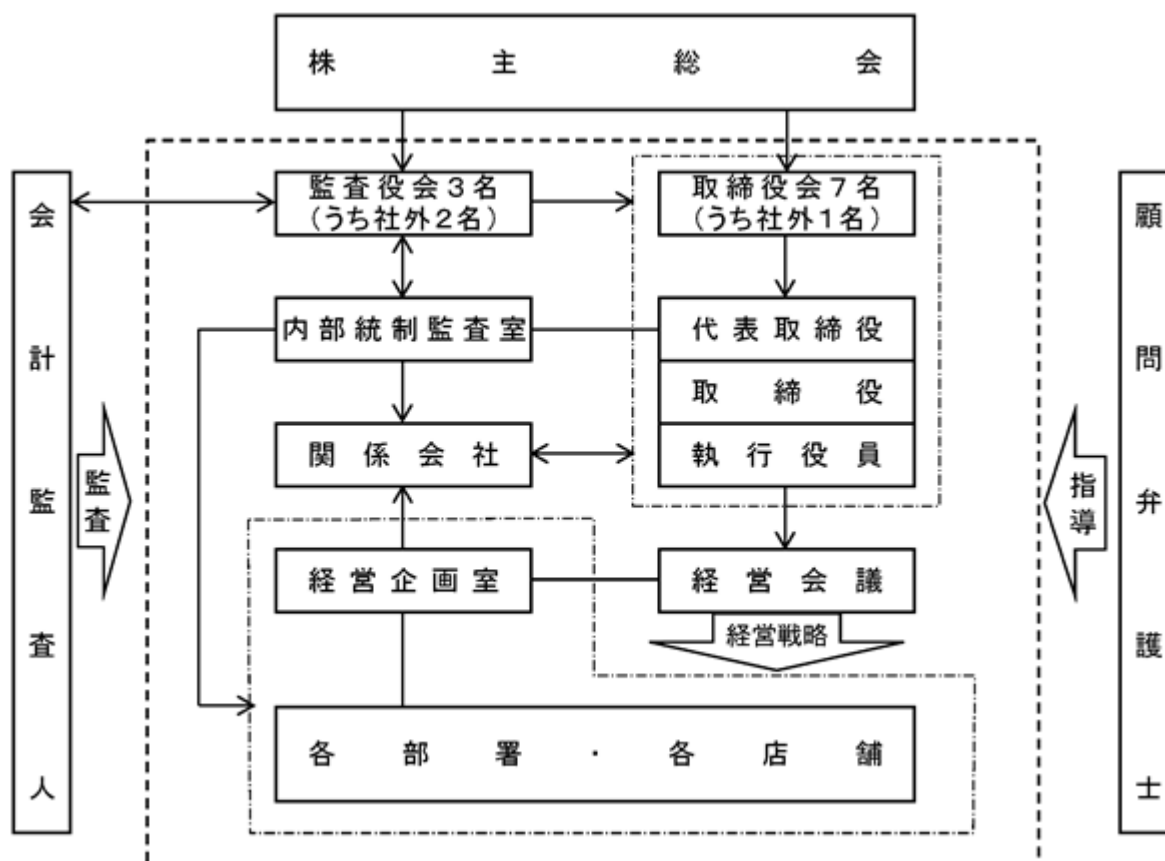 株主総会
監査役会3名
(うち社外2名)
取締役会7名
(うち社外1名)
会計監査人
顧問弁護士
内部統制監査室
代表取締役
取締役
関係会社
執行役員
監査
指導
経営企画室
経営会議
経営戦略
各部署・各店舗